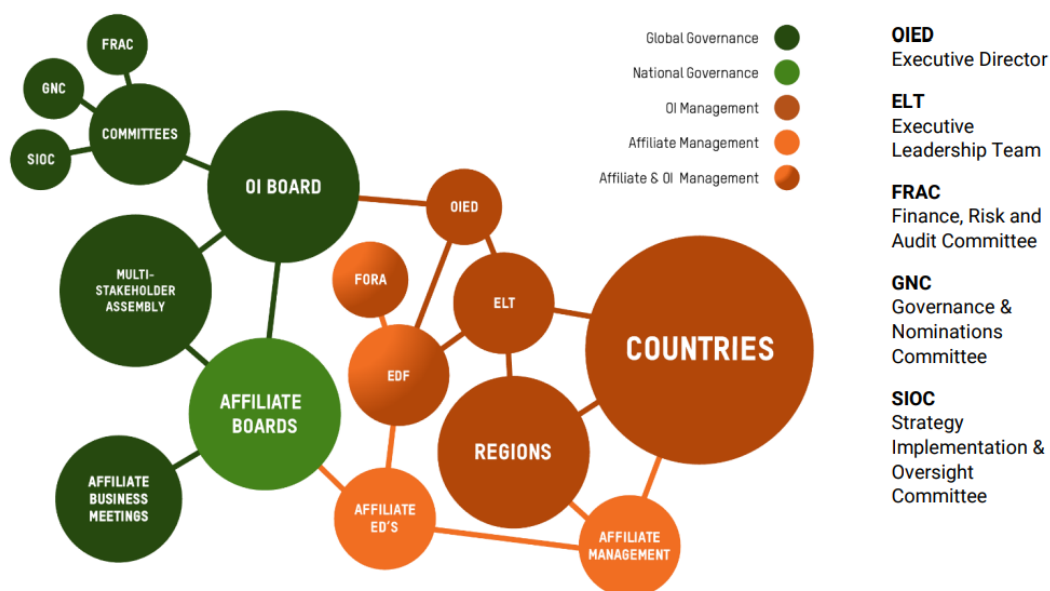 FRAC
GNC
COMMITTEES
SIOC
OI BOARD
MULTI-
STAKEHOLDER
ASSEMBLY
AFFILIATE
BOARDS
AFFILIATE
BUSINESS
MEETINGS
OIED
FORA
ELT
EDF
COUNTRIES
REGIONS
AFFILIATE
ED'S
AFFILIATE
MANAGEMENT
Global Governance
National Governance
OI Management
Affiliate Management
Affiliate & OI Management
OIED
Executive Director
ELT
Executive
Leadership Team
FRAC
Finance, Risk and
Audit Committee
GNC
Governance &
Nominations
Committee
SIOC
Strategy
Implementation &
Oversight
Committee